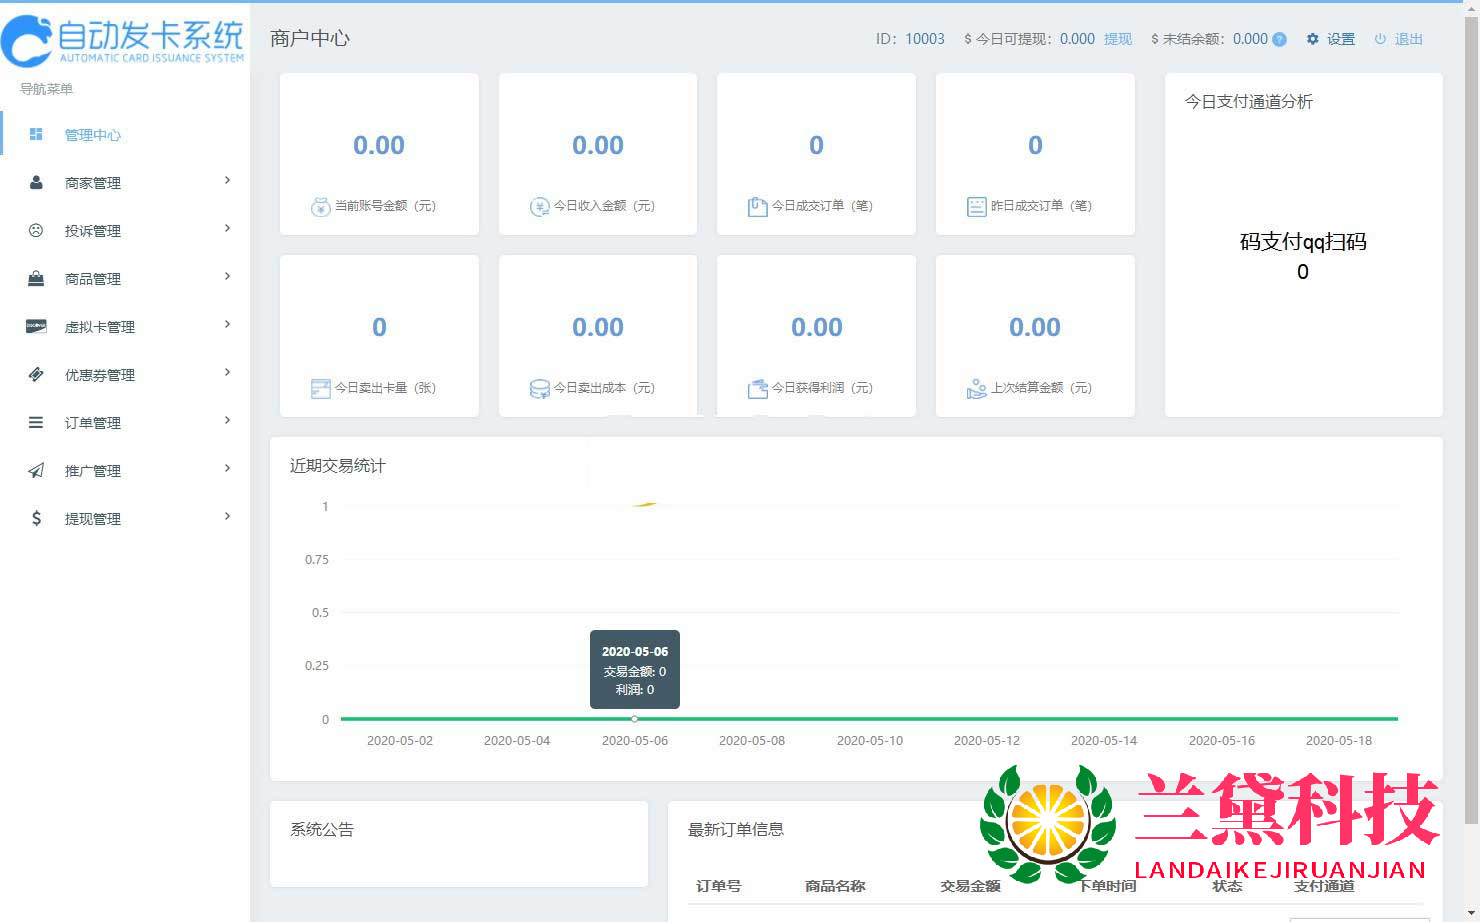 自动发卡系统
AUTOMATIC CARD ISSUANCE SYSTEM
导航菜单
管理中心
商家管理
投诉管理
商品管理
虚拟卡管理
优惠券管理
订单管理
推广管理
提现管理
商户中心
ID: 10003 $ 今日可提现: 0.000 提现 $ 未结余额: 0.000 ? 设置 退出
0.00
当前账号金额（元）
0.00
今日收入金额（元）
0
今日成交订单（笔）
0
昨日成交订单（笔）
0
今日卖出卡量（张）
0.00
今日卖出成本（元）
0.00
今日获得利润（元）
0.00
上次结算金额（元）
今日支付通道分析
码支付qq扫码
0
近期交易统计
1
0.75
0.5
0.25
0
2020-05-06
交易金额: 0
利润: 0
2020-05-02 2020-05-04 2020-05-06 2020-05-08 2020-05-10 2020-05-12 2020-05-14 2020-05-16 2020-05-18
系统公告
最新订单信息
订单号 商品名称 交易金额 下单时间 状态 支付通道
兰黛科技
LANDAIKEJIRUANJIAN